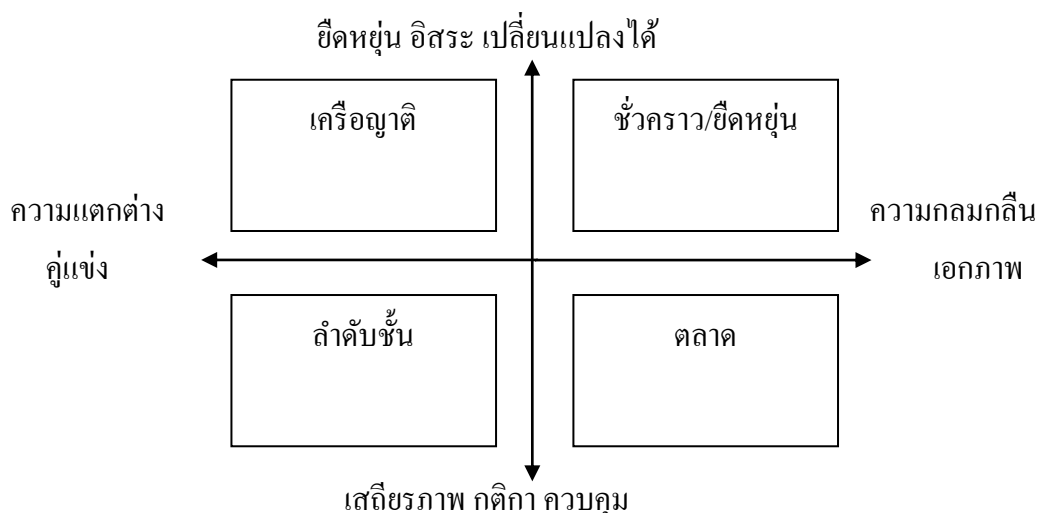 ยืดหยุ่น อิสระ เปลี่ยนแปลงได้
เครือญาติ
ชั่วคราว/ยืดหยุ่น
ความแตกต่าง
คู่แข่ง
ความกลมกลืน
เอกภาพ
ลำดับชั้น
ตลาด
เสถียรภาพ กติกา ควบคุม